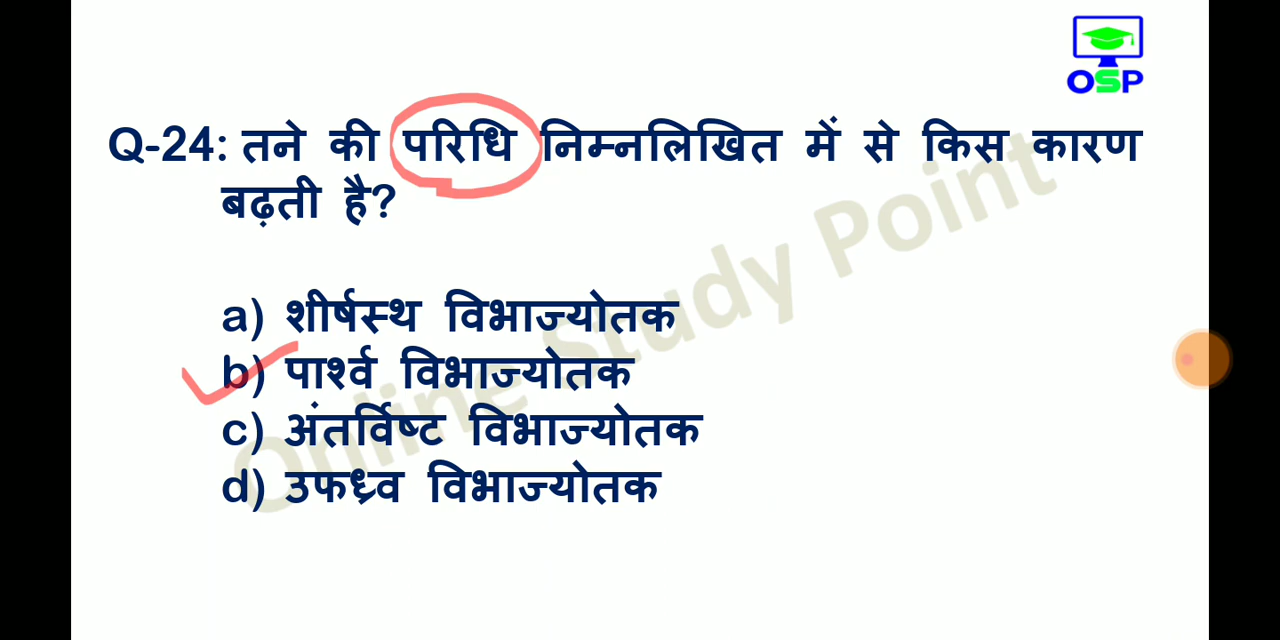 OSP
Q-24: तने की परिधि निम्नलिखित में से किस कारण
बढ़ती है?
a) शीर्षस्थ विभाज्योतक
b) पार्श्व विभाज्योतक
c) अंतर्विष्ट विभाज्योतक
d) उफध्र्व विभाज्योतक
Online Study Point